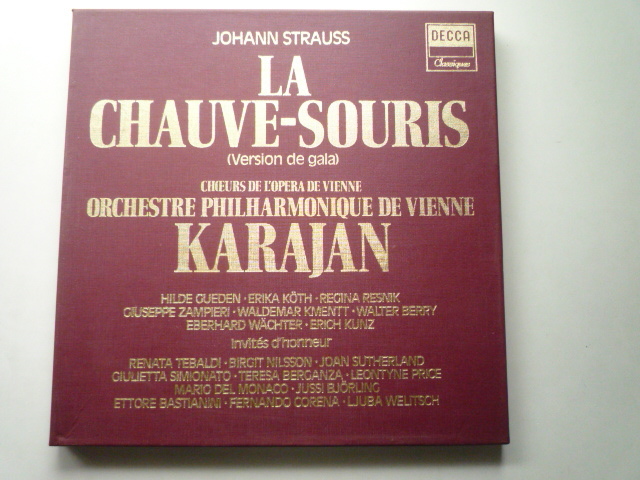 JOHANN STRAUSS
DECCA
Classiques
LA
CHAUVE-SOURIS
(Version de gala)
CHŒURS DE L'OPERA DE VIENNE
ORCHESTRE PHILHARMONIQUE DE VIENNE
KARAJAN
HILDE GUEDEN · ERIKA KÖTH · REGINA RESNIK
GIUSEPPE ZAMPIERI · WALDEMAR KMENTT · WALTER BERRY
EBERHARD WÄCHTER · ERICH KUNZ
Invités d'honneur
RENATA TEBALDI · BIRGIT NILSSON · JOAN SUTHERLAND
GIULIETTA SIMIONATO · TERESA BERGANZA · LEONTYNE PRICE
MARIO DEL MONACO · JUSSI BJÖRLING
ETTORE BASTIANINI · FERNANDO CORENA · LJUBA WELITSCH